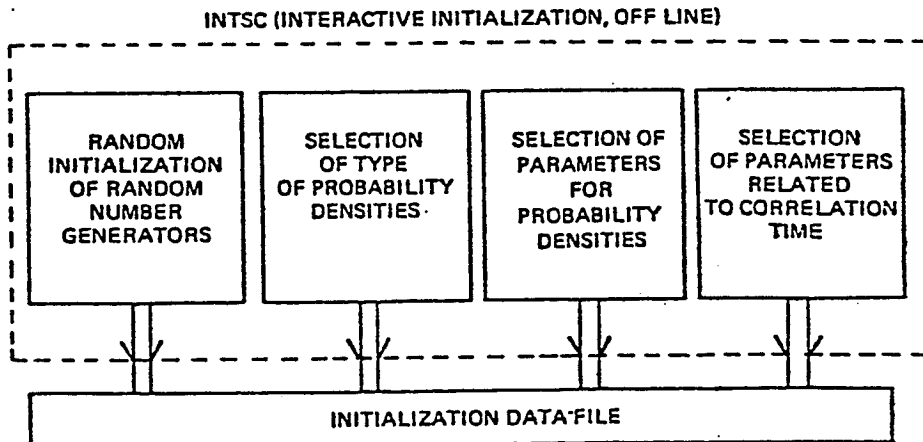 INTSC (INTERACTIVE INITIALIZATION, OFF LINE)
RANDOM
INITIALIZATION
OF RANDOM
NUMBER
GENERATORS
SELECTION
OF TYPE
OF PROBABILITY
DENSITIES
SELECTION OF
PARAMETERS
FOR
PROBABILITY
DENSITIES
SELECTION
OF PARAMETERS
RELATED
TO CORRELATION
TIME
INITIALIZATION DATA-FILE